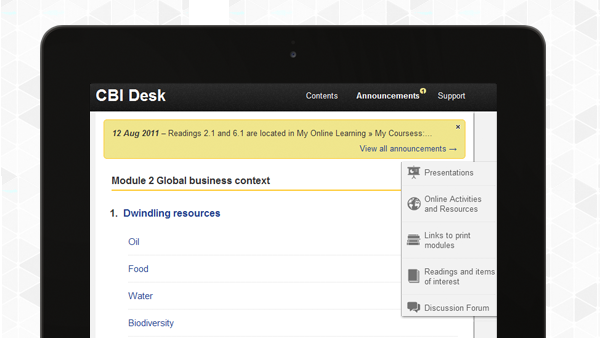 CBI Desk
Contents
Announcements
1
Support
12 Aug 2011 – Readings 2.1 and 6.1 are located in My Online Learning » My Coursess:...
×
View all announcements →
Module 2 Global business context
1. Dwindling resources
Oil
Food
Water
Biodiversity
Presentations
Online Activities
and Resources
Links to print
modules
Readings and items
of interest
Discussion Forum